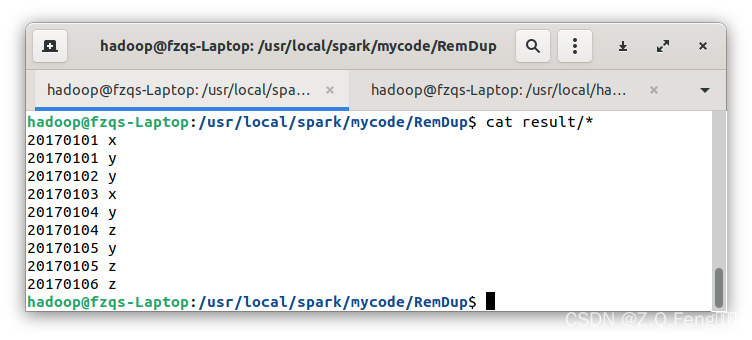 hadoop@fzqs-Laptop: /usr/local/spark/mycode/RemDup
hadoop@fzqs-Laptop: /usr/local/spa… hadoop@fzqs-Laptop: /usr/local/ha…
hadoop@fzqs-Laptop:/usr/local/spark/mycode/RemDup$ cat result/*
20170101 x
20170101 y
20170102 y
20170103 x
20170104 y
20170104 z
20170105 y
20170105 z
20170106 z
hadoop@fzqs-Laptop:/usr/local/spark/mycode/RemDup$
CSDN @Z.Q.Feng